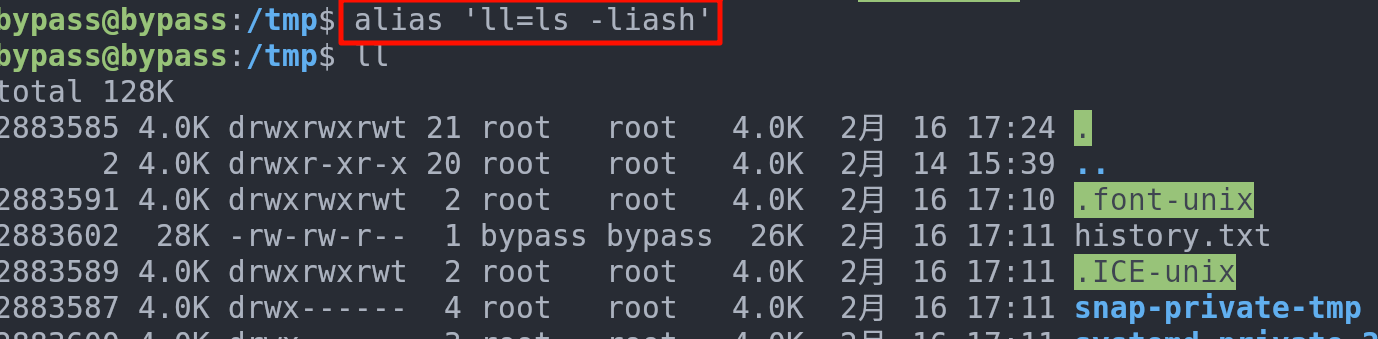 bypass@bypass:/tmp$ alias 'll=ls -liash'
bypass@bypass:/tmp$ ll
total 128K
2883585 4.0K drwxrwxrwt 21 root   root   4.0K  2月  16 17:24 .
      2 4.0K drwxr-xr-x 20 root   root   4.0K  2月  14 15:39 ..
2883591 4.0K drwxrwxrwt  2 root   root   4.0K  2月  16 17:10 .font-unix
2883602  28K -rw-rw-r--  1 bypass bypass  26K  2月  16 17:11 history.txt
2883589 4.0K drwxrwxrwt  2 root   root   4.0K  2月  16 17:11 .ICE-unix
2883587 4.0K drwx------  4 root   root   4.0K  2月  16 17:11 snap-private-tmp